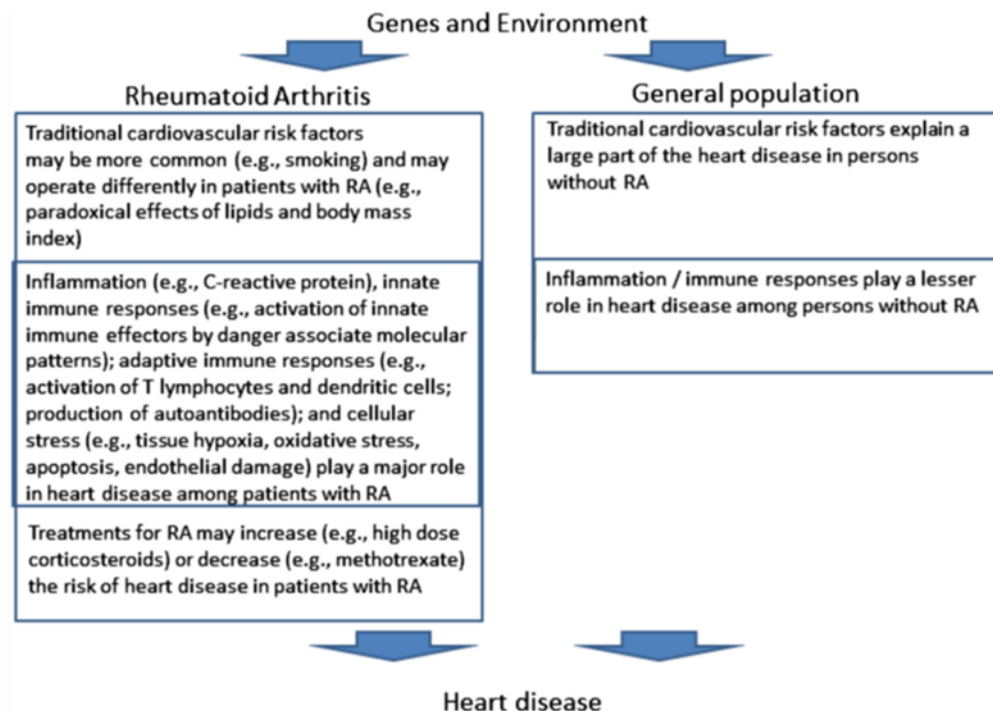 Genes and Environment
Rheumatoid Arthritis
Traditional cardiovascular risk factors
may be more common (e.g., smoking) and may
operate differently in patients with RA (e.g.,
paradoxical effects of lipids and body mass
index)
Inflammation (e.g., C-reactive protein), innate
immune responses (e.g., activation of innate
immune effectors by danger associate molecular
patterns); adaptive immune responses (e.g.,
activation of T lymphocytes and dendritic cells;
production of autoantibodies); and cellular
stress (e.g., tissue hypoxia, oxidative stress,
apoptosis, endothelial damage) play a major role
in heart disease among patients with RA
Treatments for RA may increase (e.g., high dose
corticosteroids) or decrease (e.g., methotrexate)
the risk of heart disease in patients with RA
General population
Traditional cardiovascular risk factors explain a
large part of the heart disease in persons
without RA
Inflammation / immune responses play a lesser
role in heart disease among persons without RA
Heart disease